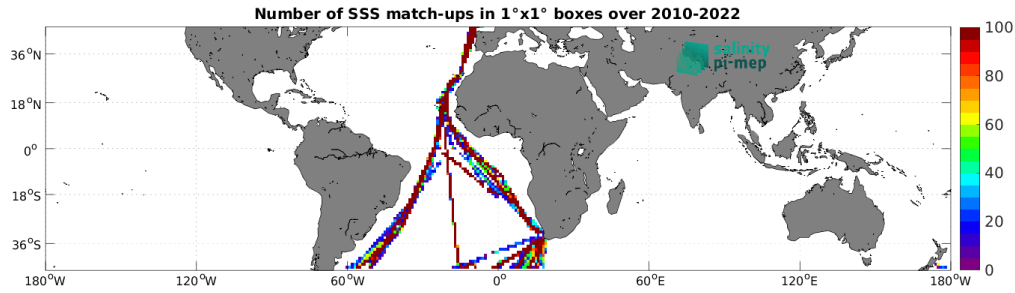 Number of SSS match-ups in 1°x1° boxes over 2010-2022
salinity
pi-mep
36°N
18°N
0°
18°S
36°S
180°W 120°W 60°W 0° 60°E 120°E 180°E
100
80
60
40
20
0